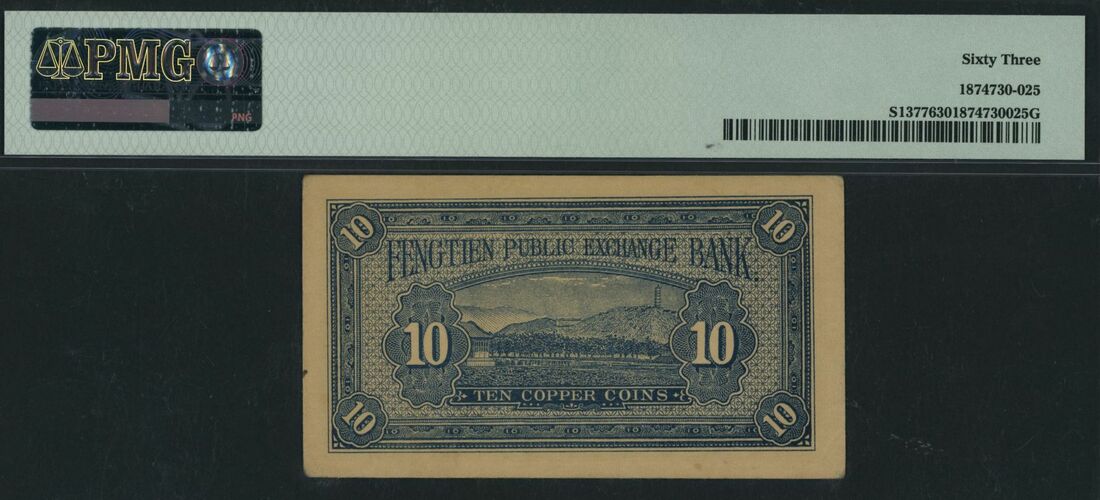 PMG
PNG
Sixty Three
1874730-025
S13776301874730025G
10 10
FENGTIEN PUBLIC EXCHANGE BANK.
10 10
TEN COPPER COINS
10 10